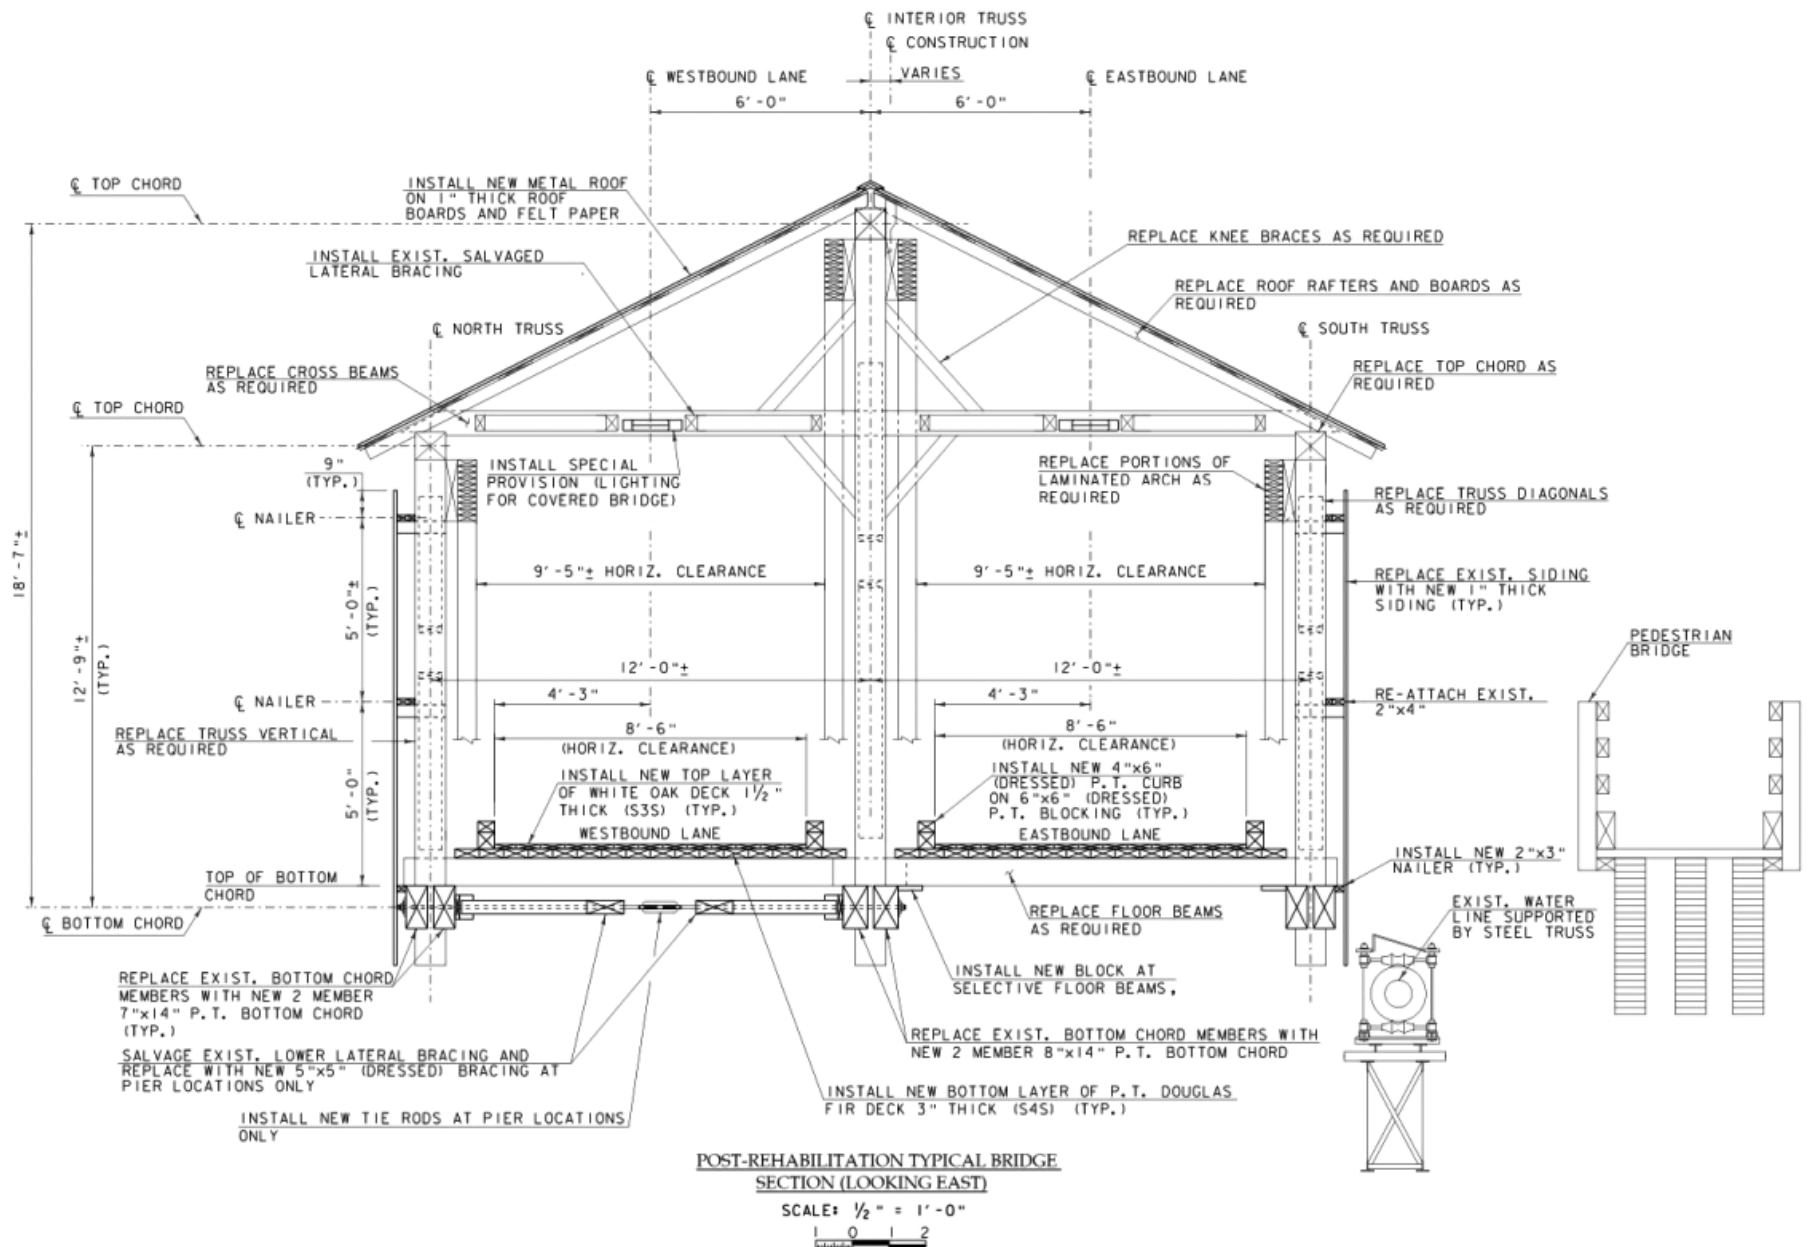 ℄ INTERIOR TRUSS
℄ CONSTRUCTION
℄ WESTBOUND LANE
VARIES
℄ EASTBOUND LANE
6'-0"
6'-0"
℄ TOP CHORD
INSTALL NEW METAL ROOF
ON 1" THICK ROOF
BOARDS AND FELT PAPER
REPLACE KNEE BRACES AS REQUIRED
INSTALL EXIST. SALVAGED
LATERAL BRACING
REPLACE ROOF RAFTERS AND BOARDS AS
REQUIRED
℄ NORTH TRUSS
℄ SOUTH TRUSS
REPLACE CROSS BEAMS
AS REQUIRED
REPLACE TOP CHORD AS
REQUIRED
℄ TOP CHORD
9"
(TYP.)
INSTALL SPECIAL
PROVISION (LIGHTING
FOR COVERED BRIDGE)
REPLACE PORTIONS OF
LAMINATED ARCH AS
REQUIRED
REPLACE TRUSS DIAGONALS
AS REQUIRED
℄ NAILER
18'-7"±
9'-5"± HORIZ. CLEARANCE
9'-5"± HORIZ. CLEARANCE
REPLACE EXIST. SIDING
WITH NEW 1" THICK
SIDING (TYP.)
5'-0"±
(TYP.)
PEDESTRIAN
BRIDGE
12'-9"±
(TYP.)
12'-0"±
12'-0"±
4'-3"
4'-3"
℄ NAILER
RE-ATTACH EXIST.
2"x4"
REPLACE TRUSS VERTICAL
AS REQUIRED
8'-6"
(HORIZ. CLEARANCE)
8'-6"
(HORIZ. CLEARANCE)
5'-0"
(TYP.)
INSTALL NEW TOP LAYER
OF WHITE OAK DECK 1½"
THICK (S3S) (TYP.)
INSTALL NEW 4"x6"
(DRESSED) P.T. CURB
ON 6"x6" (DRESSED)
P.T. BLOCKING (TYP.)
WESTBOUND LANE
EASTBOUND LANE
INSTALL NEW 2"x3"
NAILER (TYP.)
TOP OF BOTTOM
CHORD
℄ BOTTOM CHORD
REPLACE FLOOR BEAMS
AS REQUIRED
EXIST. WATER
LINE SUPPORTED
BY STEEL TRUSS
REPLACE EXIST. BOTTOM CHORD
MEMBERS WITH NEW 2 MEMBER
7"x14" P.T. BOTTOM CHORD
(TYP.)
INSTALL NEW BLOCK AT
SELECTIVE FLOOR BEAMS,
REPLACE EXIST. BOTTOM CHORD MEMBERS WITH
NEW 2 MEMBER 8"x14" P.T. BOTTOM CHORD
SALVAGE EXIST. LOWER LATERAL BRACING AND
REPLACE WITH NEW 5"x5" (DRESSED) BRACING AT
PIER LOCATIONS ONLY
INSTALL NEW BOTTOM LAYER OF P.T. DOUGLAS
FIR DECK 3" THICK (S4S) (TYP.)
INSTALL NEW TIE RODS AT PIER LOCATIONS
ONLY
POST-REHABILITATION TYPICAL BRIDGE
SECTION (LOOKING EAST)
SCALE: ½" = 1'-0"
1 0 1 2